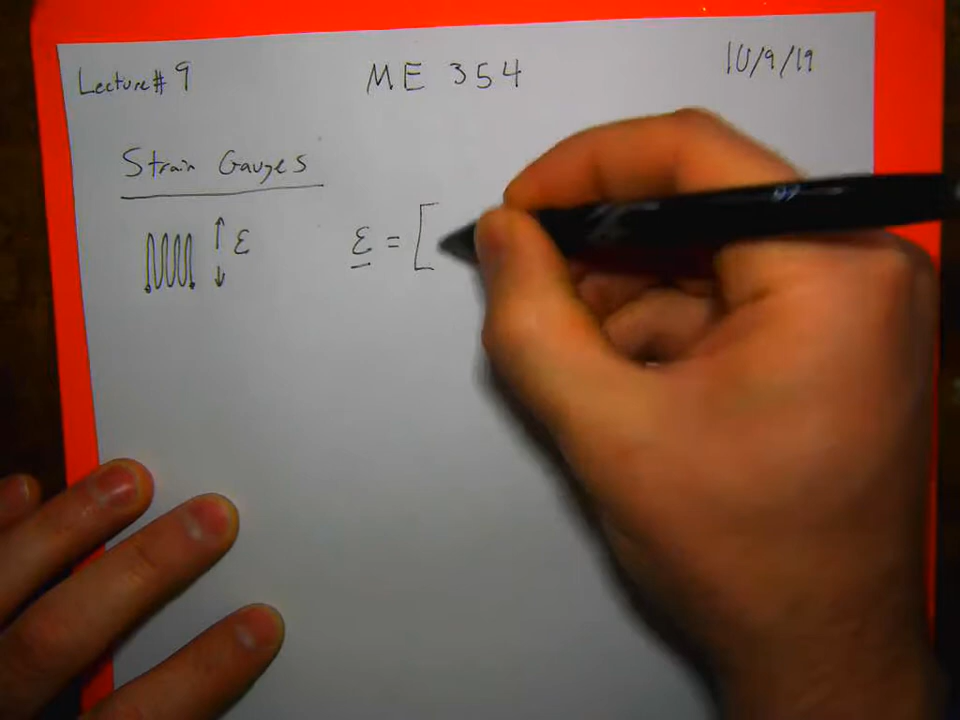 Lecture# 9 ME 354 10/9/19
Strain Gauges
ε ε = [